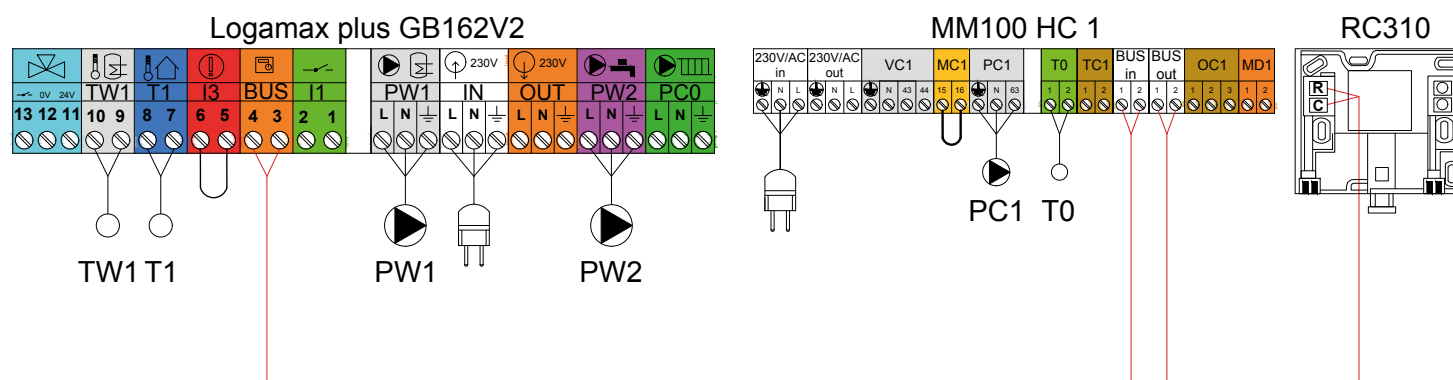 Logamax plus GB162V2
230V 230V
0V 24V TW1 T1 I3 BUS I1 PW1 IN OUT PW2 PC0
13 12 11 10 9 8 7 6 5 4 3 2 1 L N L N L N L N L N
TW1 T1 PW1 PW2
MM100 HC 1
230V/AC in 230V/AC out VC1 MC1 PC1 T0 TC1 BUS in BUS out OC1 MD1
N L N L N 43 44 15 16 N 63 1 2 1 2 1 2 1 2 1 2 3 1 2
PC1 T0
RC310
R
C